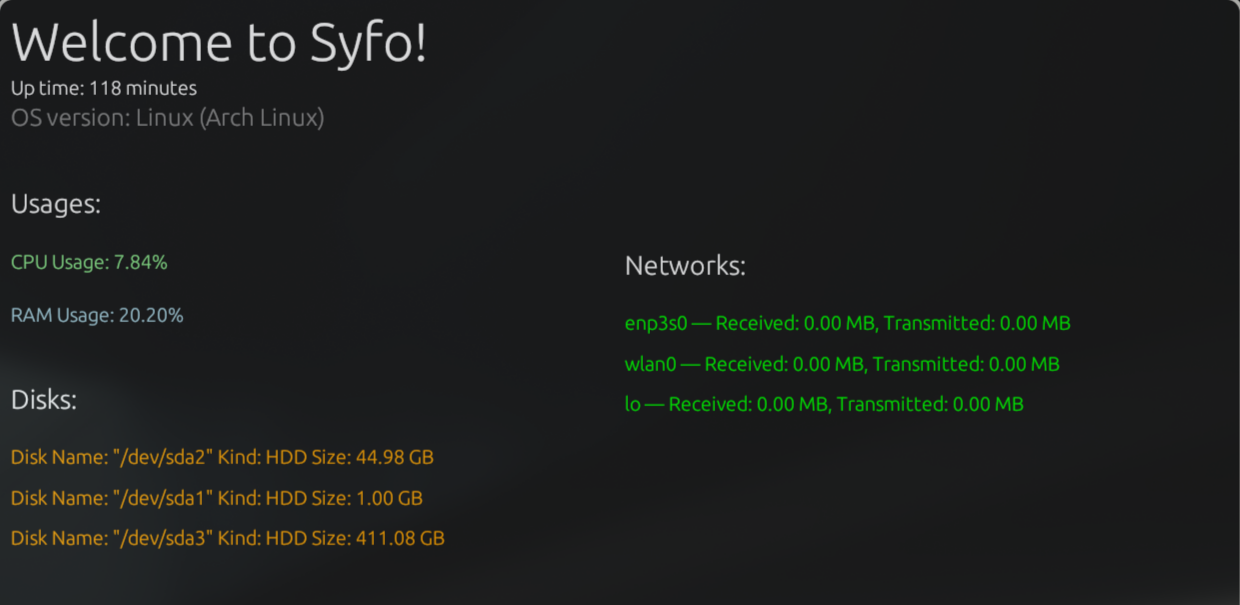 Welcome to Syfo!
Up time: 118 minutes
OS version: Linux (Arch Linux)
Usages:
CPU Usage: 7.84%
RAM Usage: 20.20%
Disks:
Disk Name: "/dev/sda2" Kind: HDD Size: 44.98 GB
Disk Name: "/dev/sda1" Kind: HDD Size: 1.00 GB
Disk Name: "/dev/sda3" Kind: HDD Size: 411.08 GB
Networks:
enp3s0 — Received: 0.00 MB, Transmitted: 0.00 MB
wlan0 — Received: 0.00 MB, Transmitted: 0.00 MB
lo — Received: 0.00 MB, Transmitted: 0.00 MB